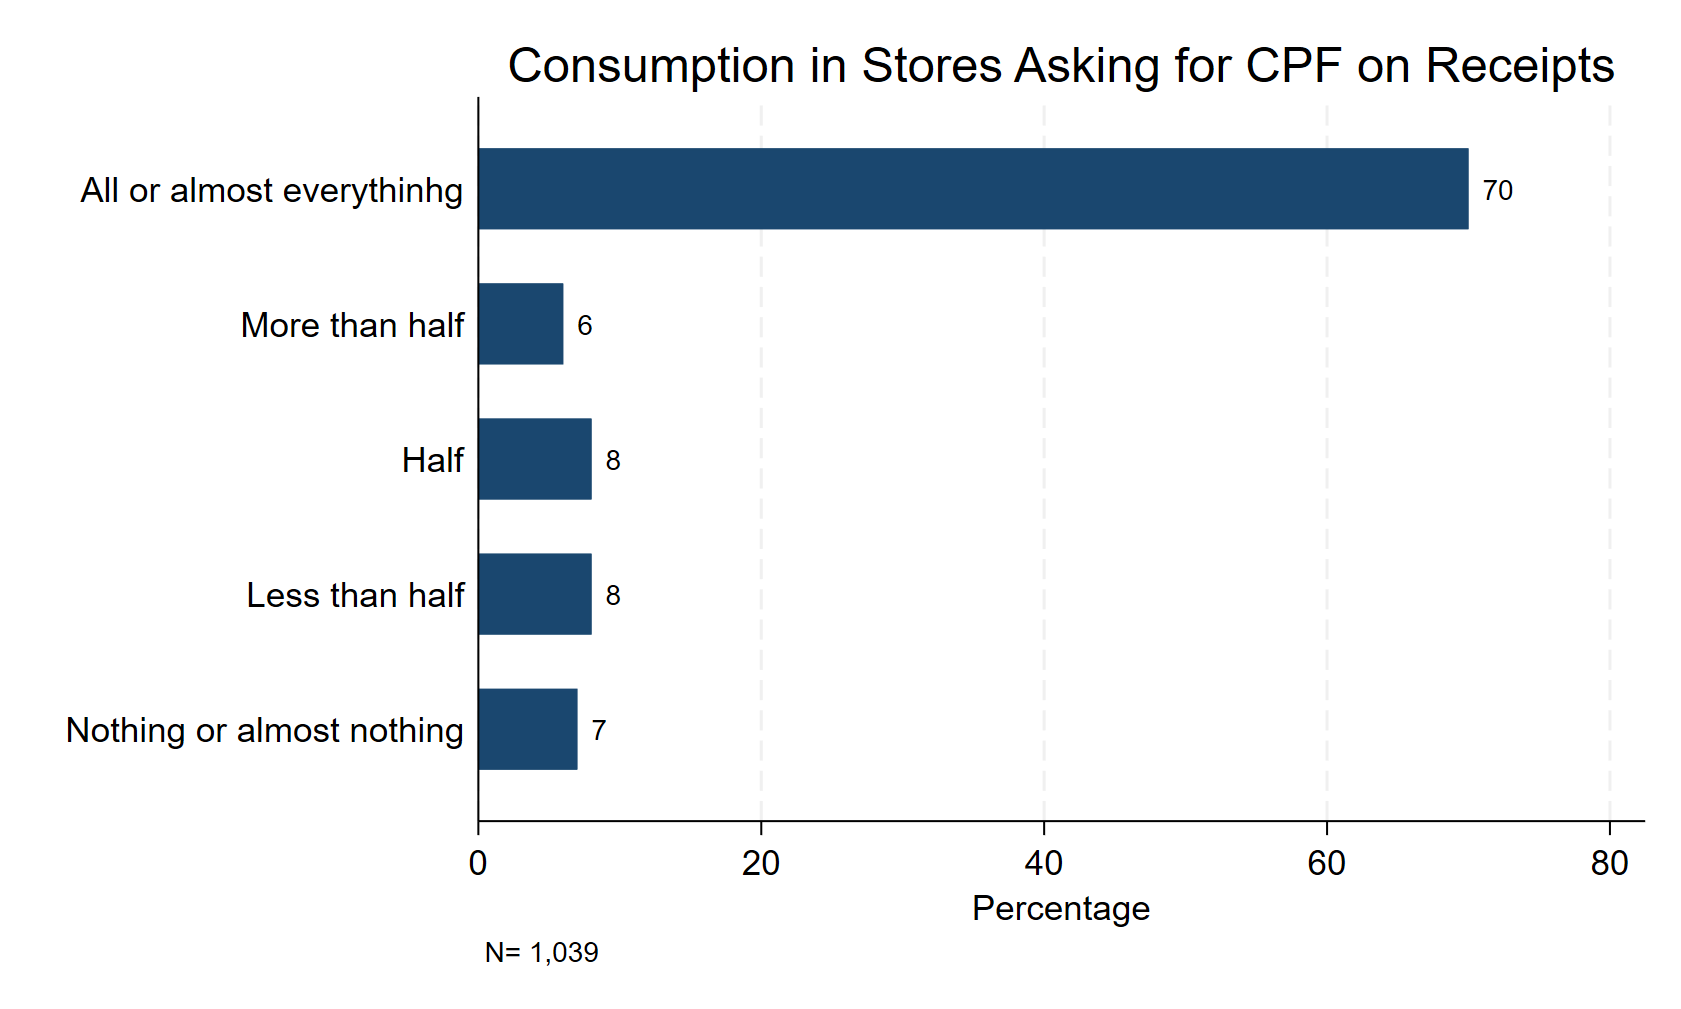 Consumption in Stores Asking for CPF on Receipts
All or almost everythinhg
70
More than half
6
Half
8
Less than half
8
Nothing or almost nothing
7
0 20 40 60 80
Percentage
N= 1,039